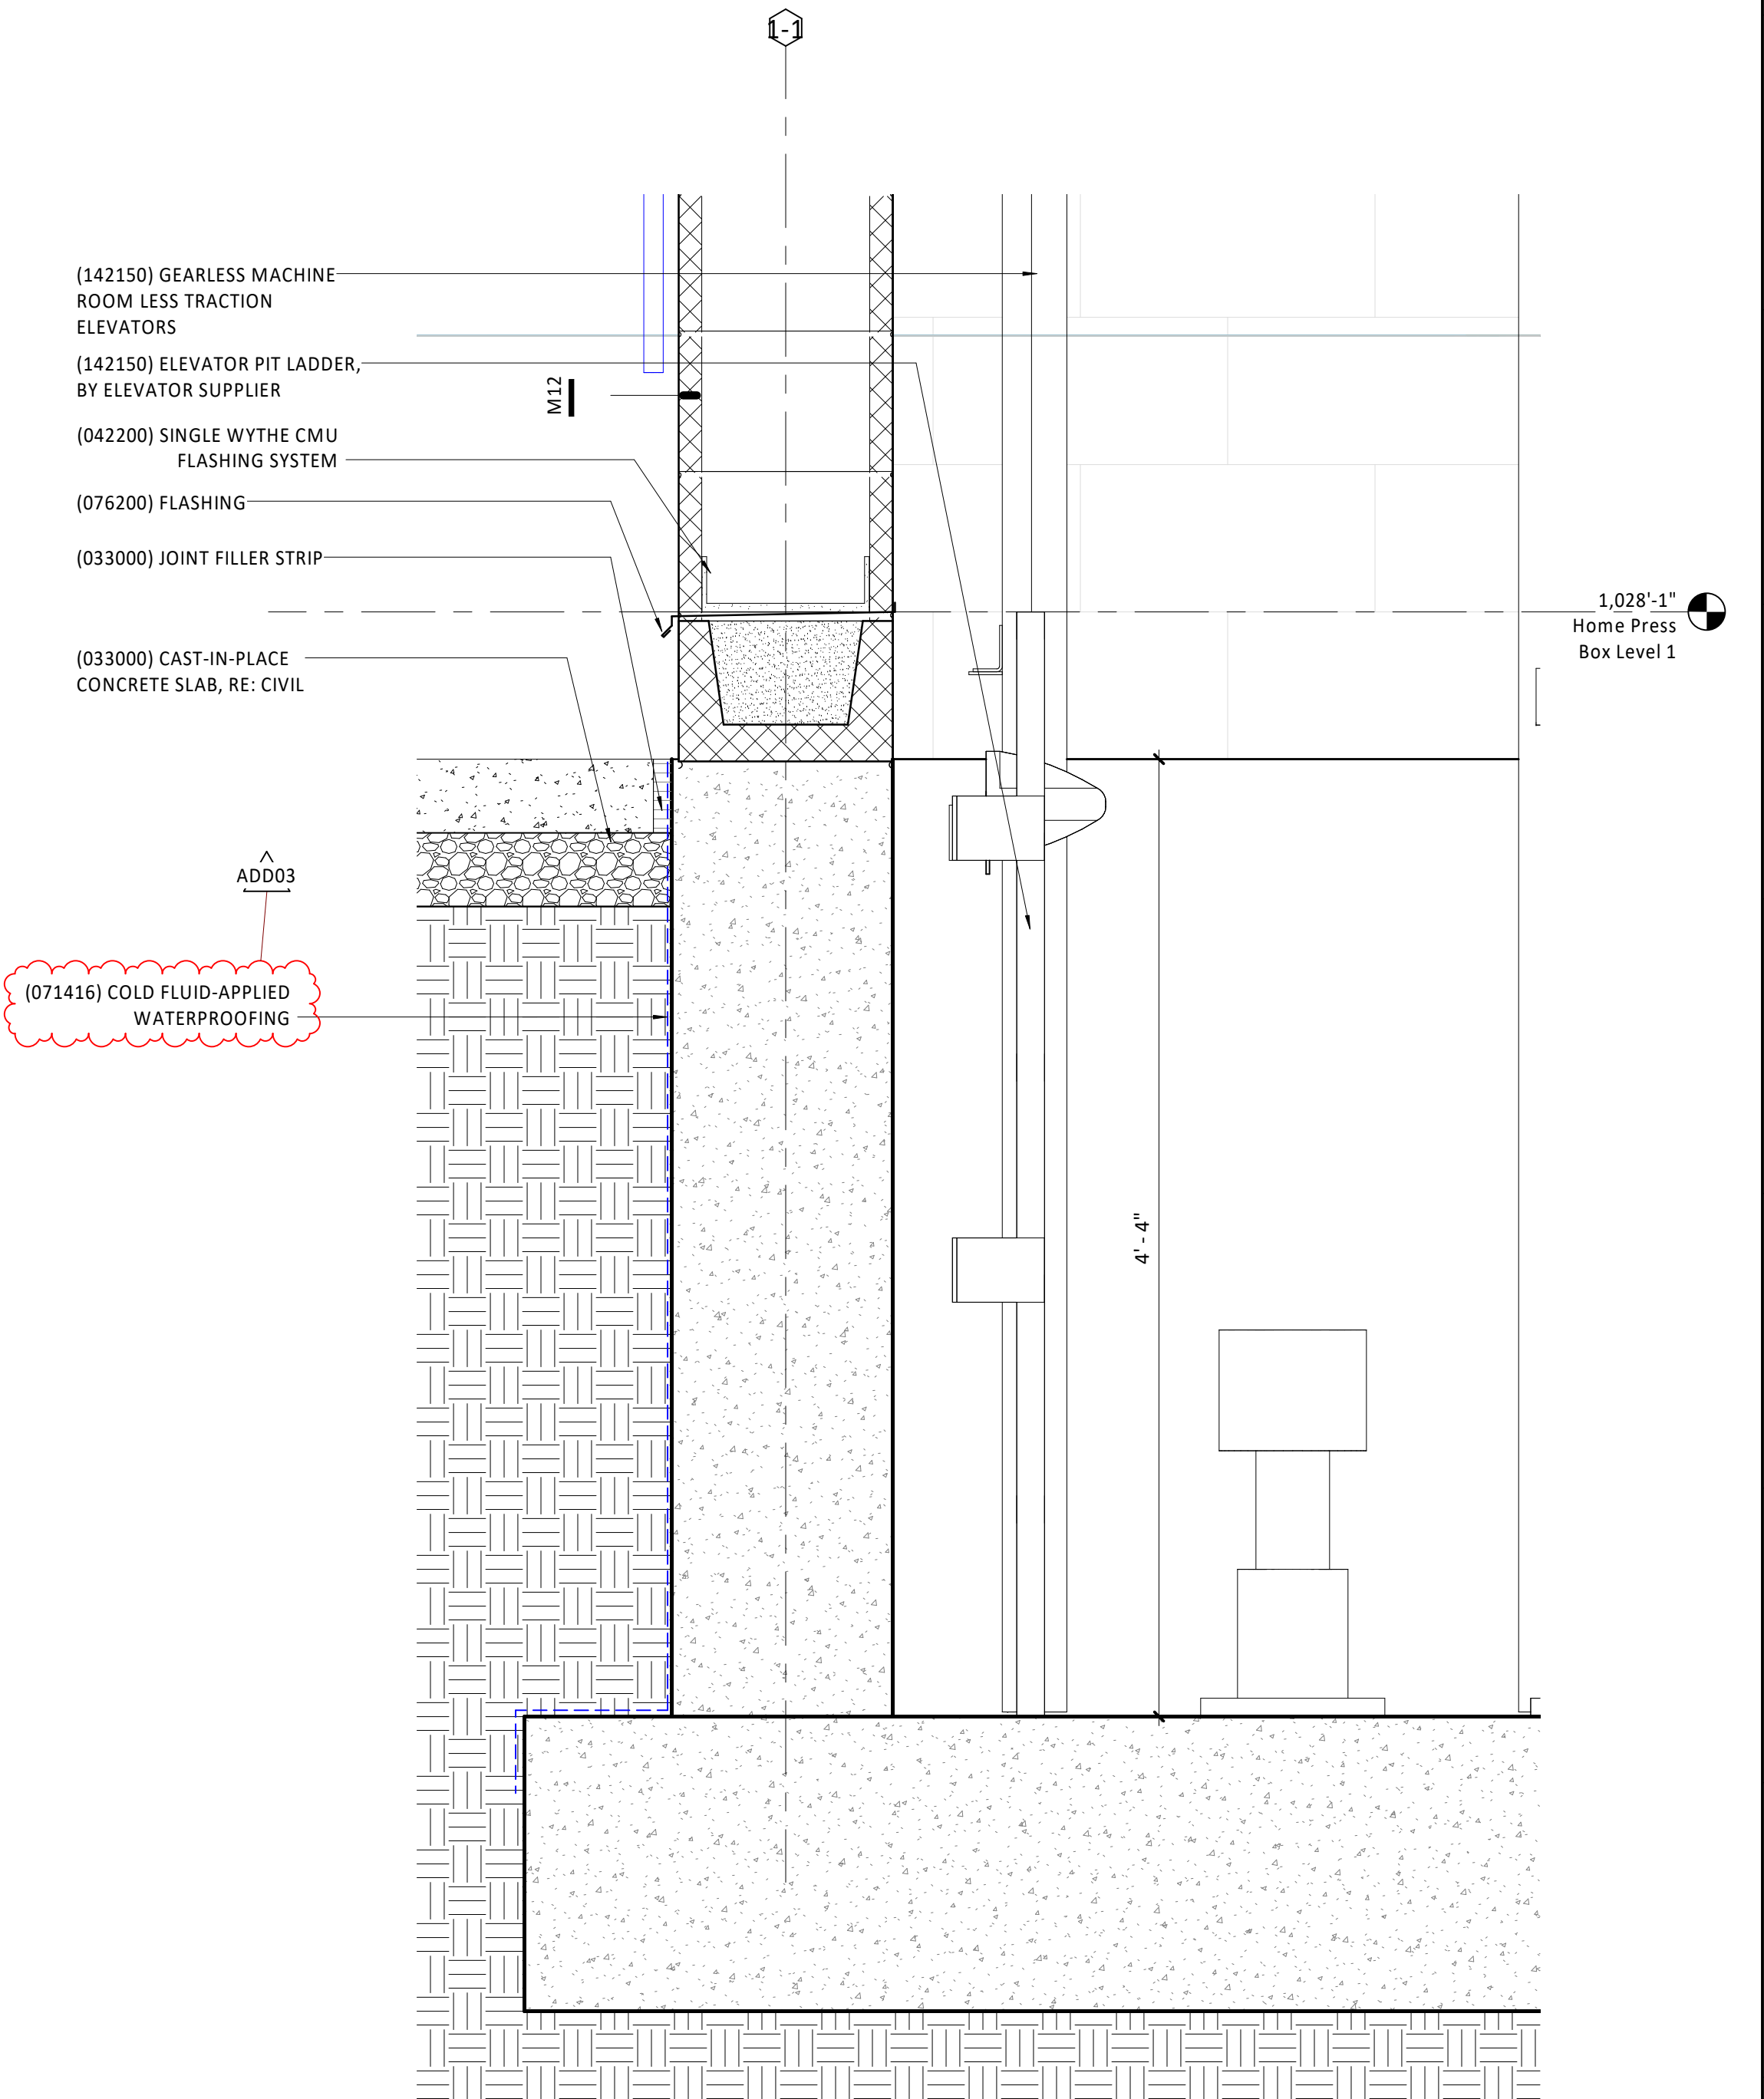 1-1
(142150) GEARLESS MACHINE
ROOM LESS TRACTION
ELEVATORS
(142150) ELEVATOR PIT LADDER,
BY ELEVATOR SUPPLIER
M12
(042200) SINGLE WYTHE CMU
FLASHING SYSTEM
(076200) FLASHING
(033000) JOINT FILLER STRIP
1,028'-1"
Home Press
Box Level 1
(033000) CAST-IN-PLACE
CONCRETE SLAB, RE: CIVIL
ADD03
(071416) COLD FLUID-APPLIED
WATERPROOFING
4' - 4"